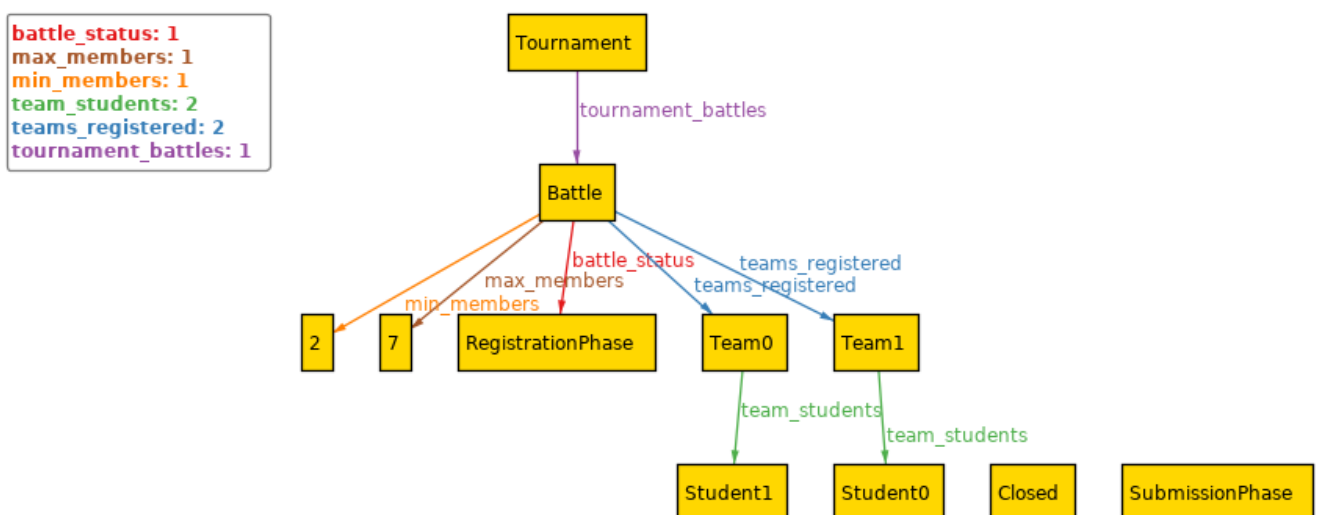 battle_status: 1
max_members: 1
min_members: 1
team_students: 2
teams_registered: 2
tournament_battles: 1
Tournament
tournament_battles
Battle
battle_status
teams_registered
max_members
teams_registered
min_members
2
7
RegistrationPhase
Team0
Team1
team_students
team_students
Student1
Student0
Closed
SubmissionPhase